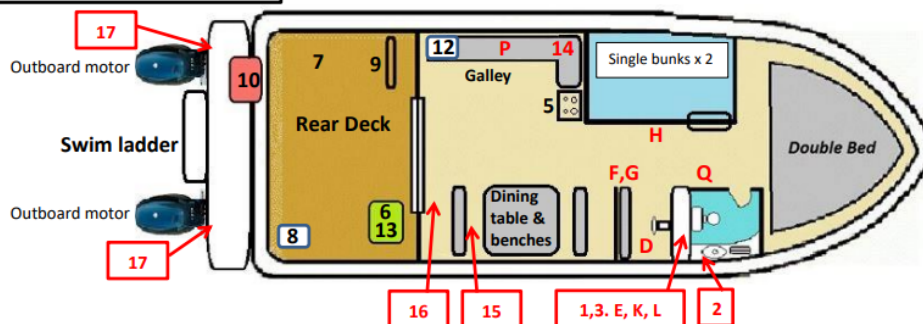 17
Outboard motor
10
7
9
12
P
14
Galley
5
Single bunks x 2
Swim ladder
Rear Deck
H
Double Bed
F,G
Q
Outboard motor
8
6
13
Dining
table &
benches
D
17
16
15
1,3. E, K, L
2